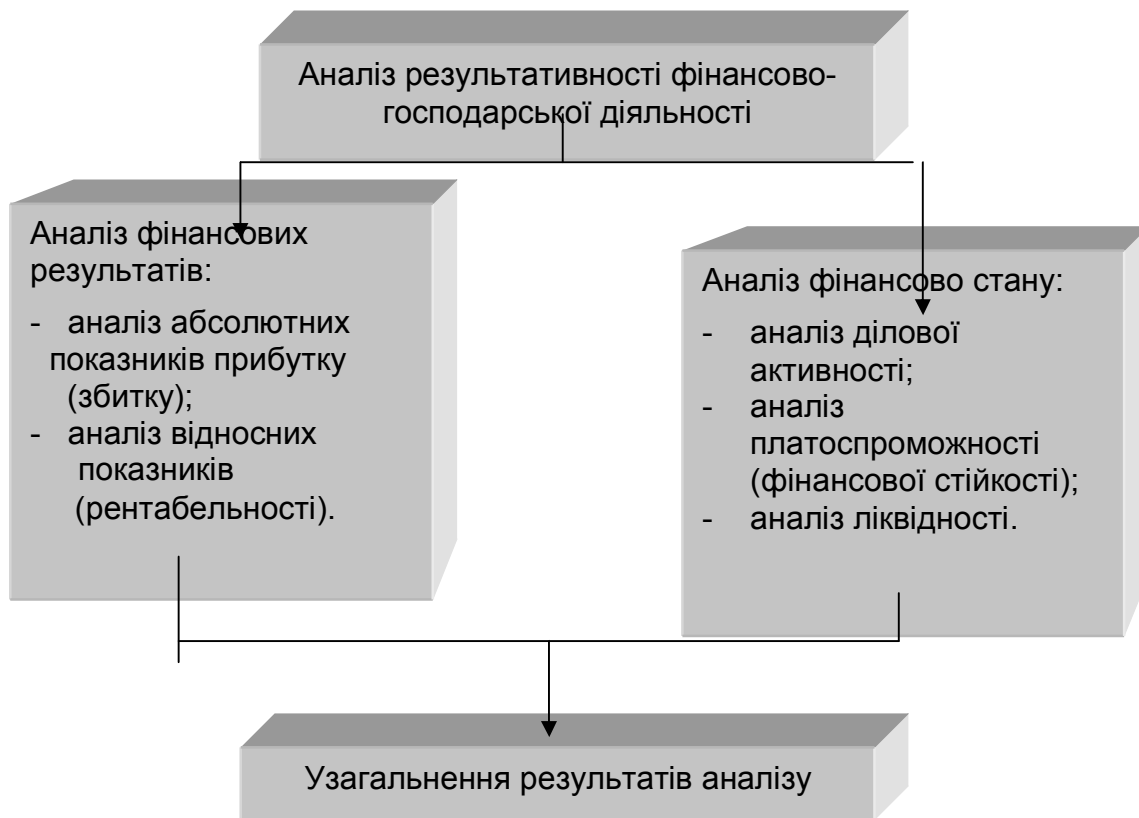 Аналіз результативності фінансово-
господарської діяльності
Аналіз фінансових
результатів:
- аналіз абсолютних
показників прибутку
(збитку);
- аналіз відносних
показників
(рентабельності).
Аналіз фінансово стану:
- аналіз ділової
активності;
- аналіз
платоспроможності
(фінансової стійкості);
- аналіз ліквідності.
Узагальнення результатів аналізу